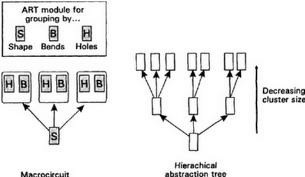 ART module for
grouping by...
S B H
Shape Bends Holes
H B H B H B
S
Macrocircuit
Decreasing
cluster size
Hierachical
abstraction tree